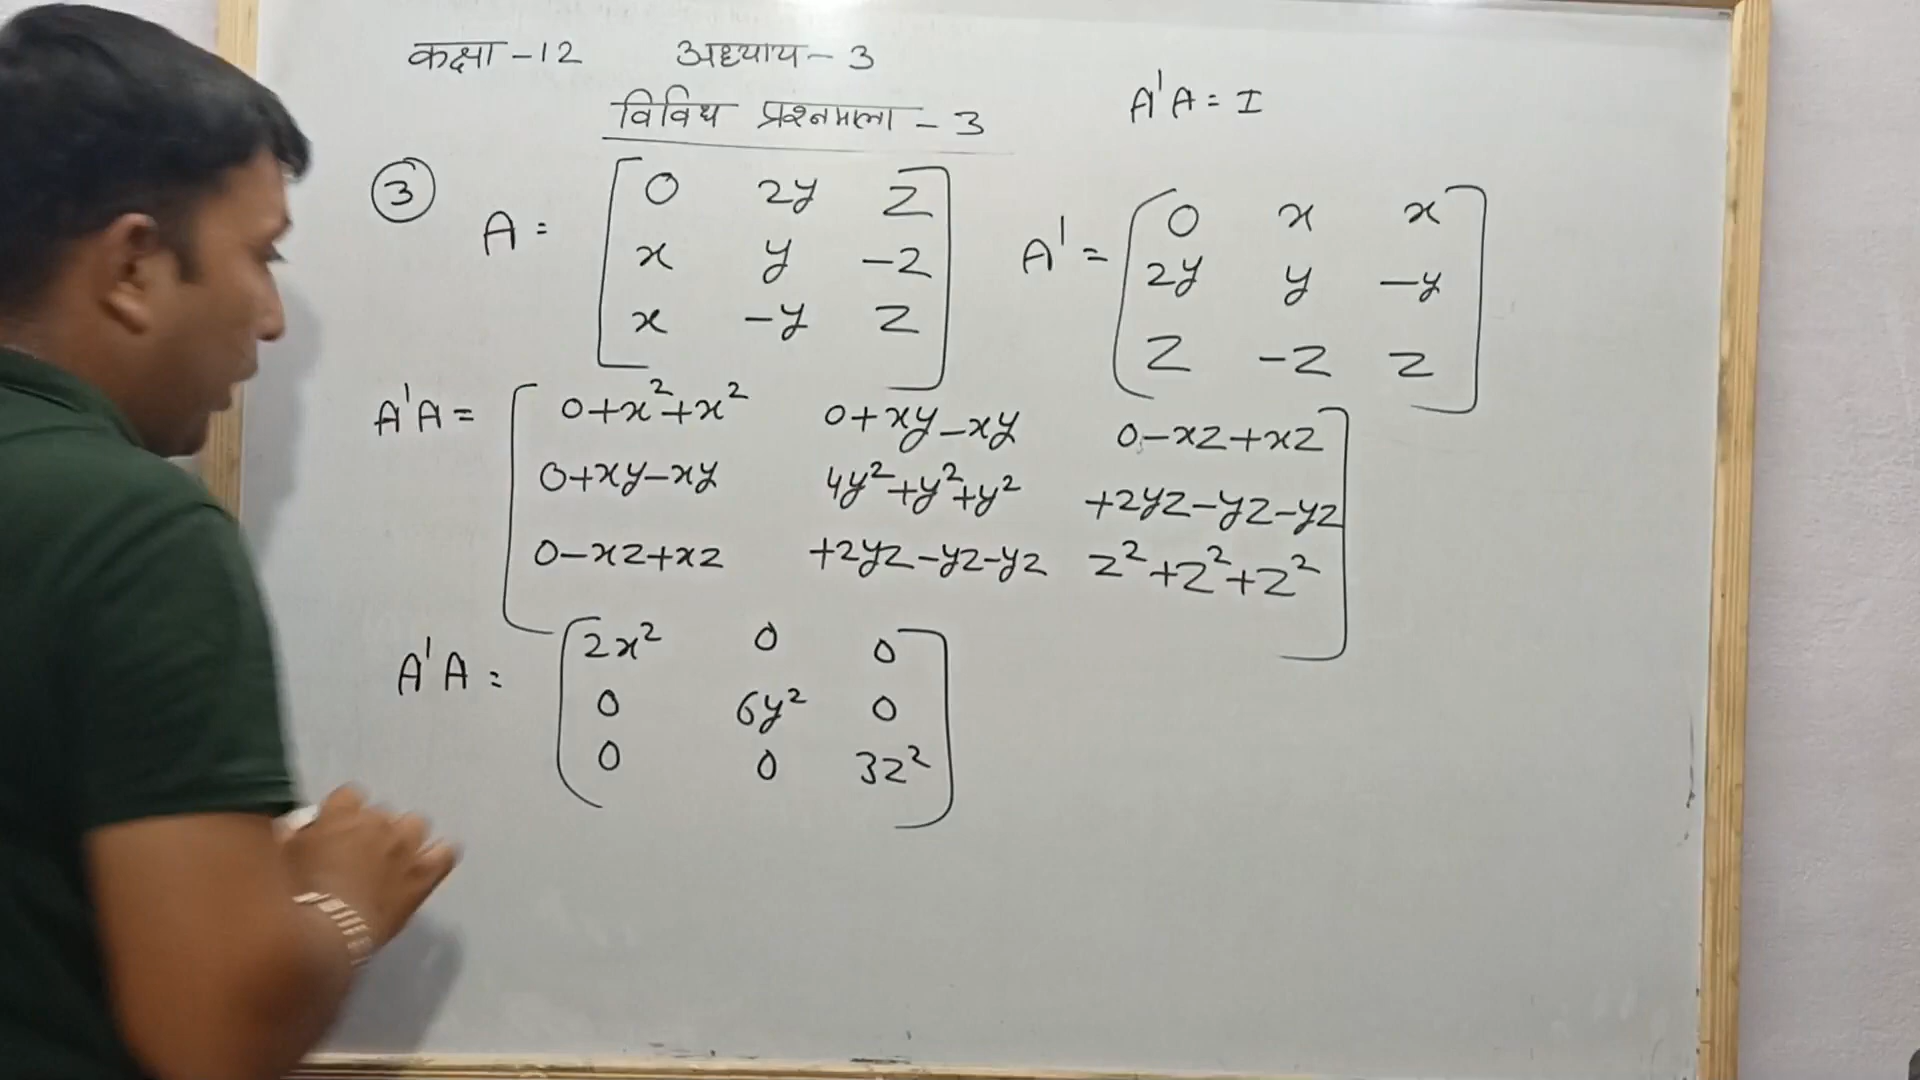 कक्षा -12 अध्याय - 3
विविध प्रश्नमाला - 3
A'A = I
③ A = [0 2y z
x y -z
x -y z]
A' = [0 x x
2y y -y
z -z z]
A'A = [0+x²+x² 0+xy-xy 0-xz+xz
0+xy-xy 4y²+y²+y² +2yz-yz-yz
0-xz+xz +2yz-yz-yz z²+z²+z²]
A'A = [2x² 0 0
0 6y² 0
0 0 3z²]